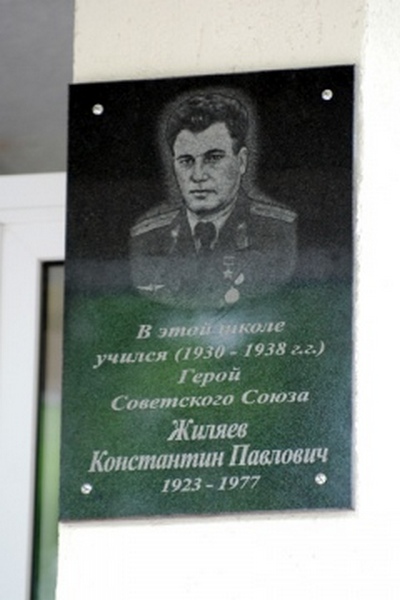 В этой школе
учился (1930 - 1938 г.г.)
Герой
Советского Союза
Жиляев
Константин Павлович
1923 - 1977